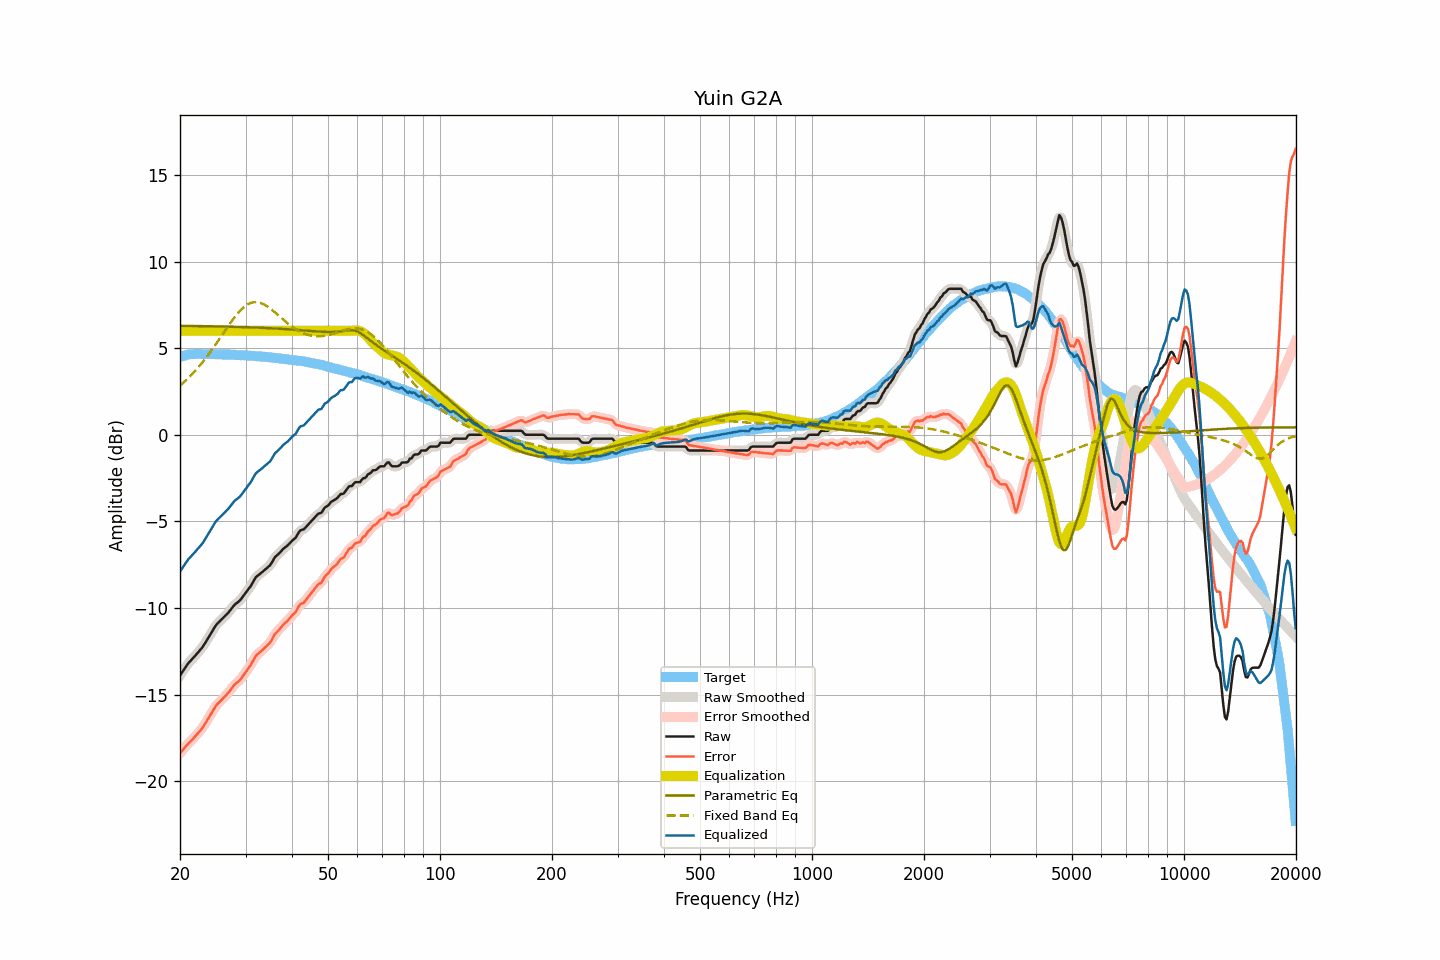 Yuin G2A
Amplitude (dBr)
15
10
5
0
−5
−10
−15
−20
Target
Raw Smoothed
Error Smoothed
Raw
Error
Equalization
Parametric Eq
Fixed Band Eq
Equalized
20 50 100 200 500 1000 2000 5000 10000 20000
Frequency (Hz)